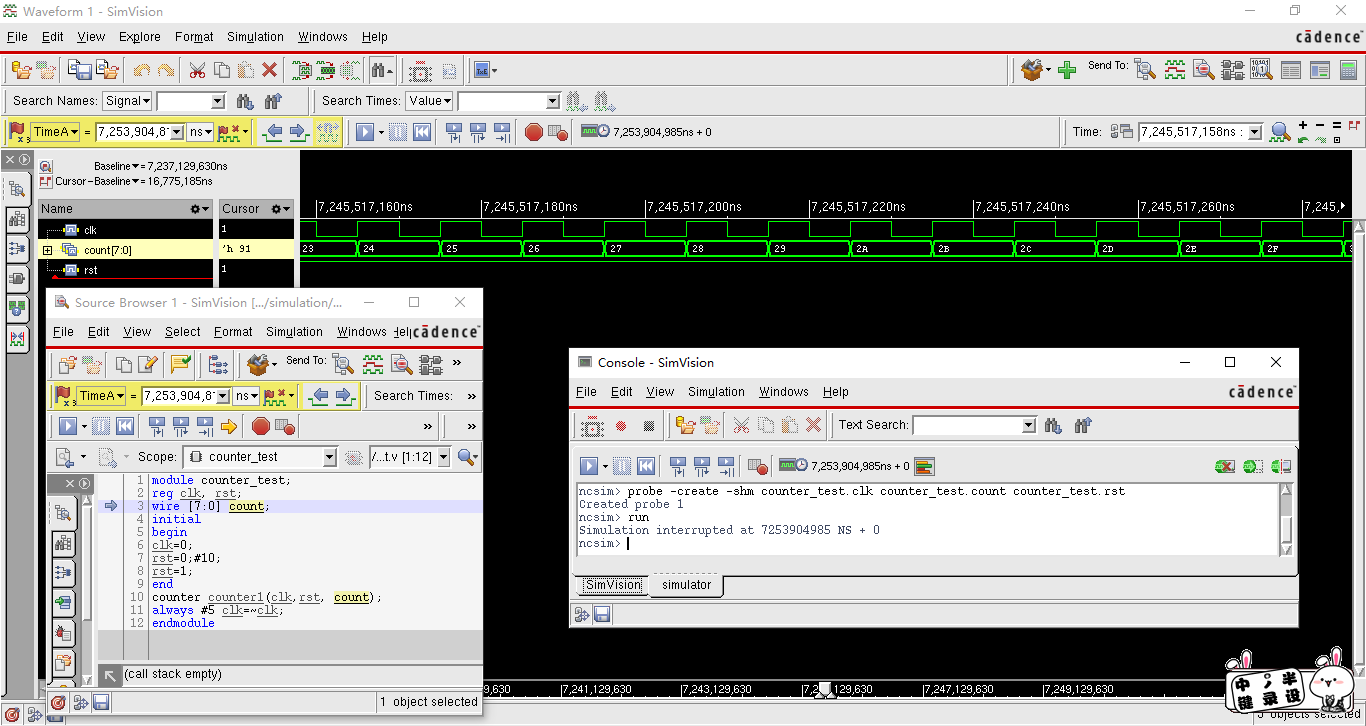 Waveform 1 - SimVision
File Edit View Explore Format Simulation Windows Help
cādence
Send To:
Search Names: Signal Search Times: Value
TimeA = 7,253,904,8 ns 7,253,904,985ns + 0 Time: 7,245,517,158ns :
Baseline = 7,237,129,630ns
Cursor-Baseline = 16,775,185ns
Name Cursor
7,245,517,160ns 7,245,517,180ns 7,245,517,200ns 7,245,517,220ns 7,245,517,240ns 7,245,517,260ns 7,245,
clk 1
count[7:0] 'h 91 23 24 25 26 27 28 29 2A 2B 2C 2D 2E 2F
rst 1
Source Browser 1 - SimVision [.../simulation/...
File Edit View Select Format Simulation Windows Hel
cādence
Send To: »
TimeA = 7,253,904,8 ns Search Times: »
» »
Scope: counter_test /...t.v [1:12]
1 module counter_test;
2 reg clk, rst;
3 wire [7:0] count;
4 initial
5 begin
6 clk=0;
7 rst=0;#10;
8 rst=1;
9 end
10 counter counter1(clk,rst, count);
11 always #5 clk=~clk;
12 endmodule
(call stack empty)
1 object selected
Console - SimVision
File Edit View Simulation Windows Help
cādence
Text Search:
7,253,904,985ns + 0
ncsim> probe -create -shm counter_test.clk counter_test.count counter_test.rst
Created probe 1
ncsim> run
Simulation interrupted at 7253904985 NS + 0
ncsim>
SimVision simulator
9,630 7,241,129,630 7,243,129,630 129,630 7,247,129,630 7,249,129,630
中 半
键 录 设
objects selected